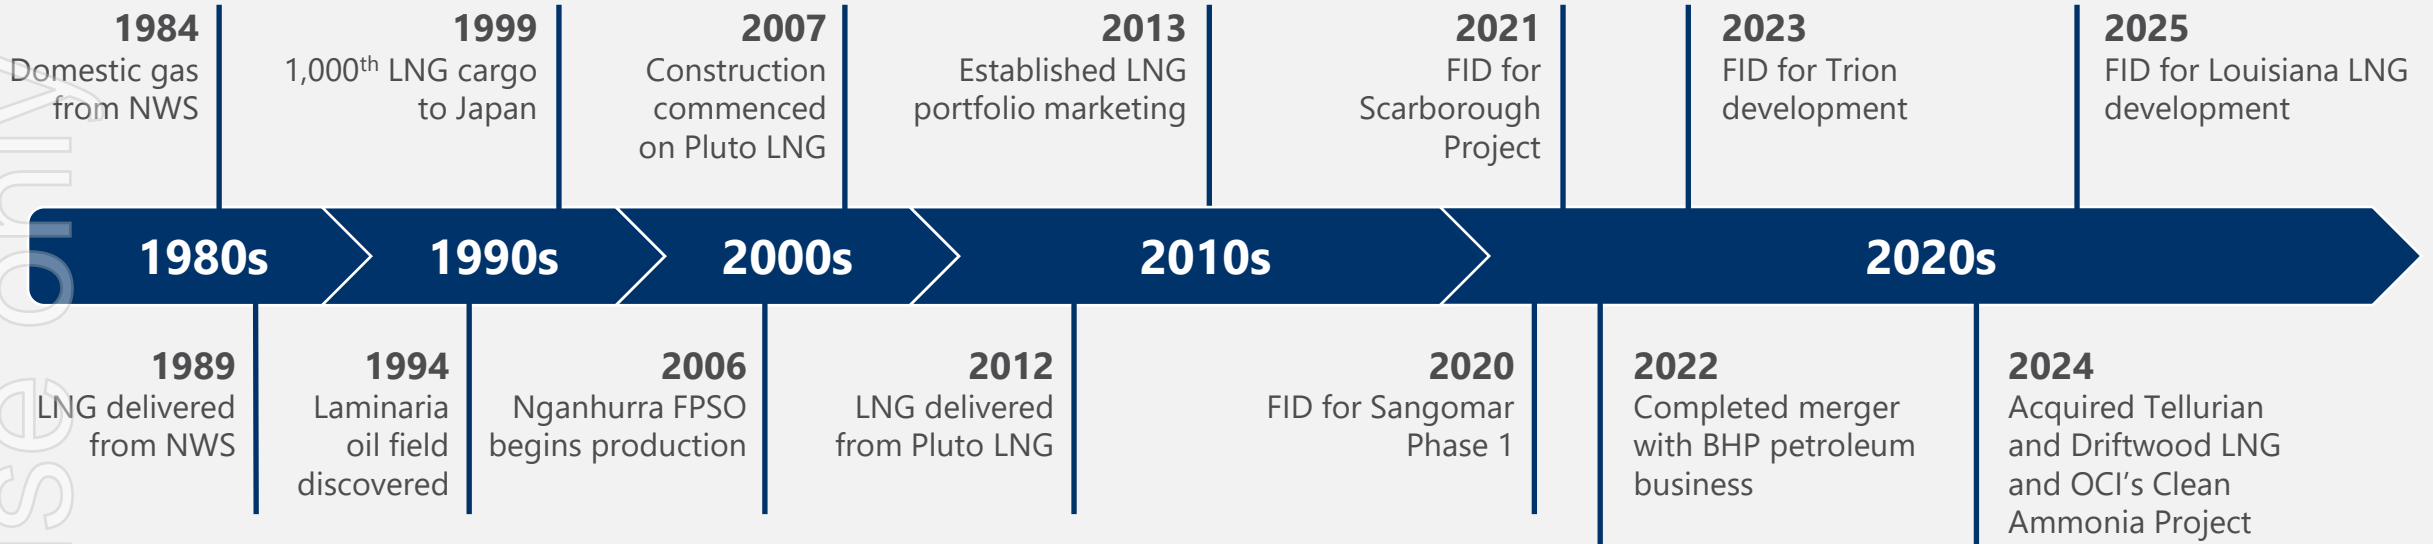 1984
Domestic gas
from NWS
1999
1,000th LNG cargo
to Japan
2007
Construction
commenced
on Pluto LNG
2013
Established LNG
portfolio marketing
2021
FID for
Scarborough
Project
2023
FID for Trion
development
2025
FID for Louisiana LNG
development
1980s
1990s
2000s
2010s
2020s
1989
LNG delivered
from NWS
1994
Laminaria
oil field
discovered
2006
Nganhurra FPSO
begins production
2012
LNG delivered
from Pluto LNG
2020
FID for Sangomar
Phase 1
2022
Completed merger
with BHP petroleum
business
2024
Acquired Tellurian
and Driftwood LNG
and OCI’s Clean
Ammonia Project
only